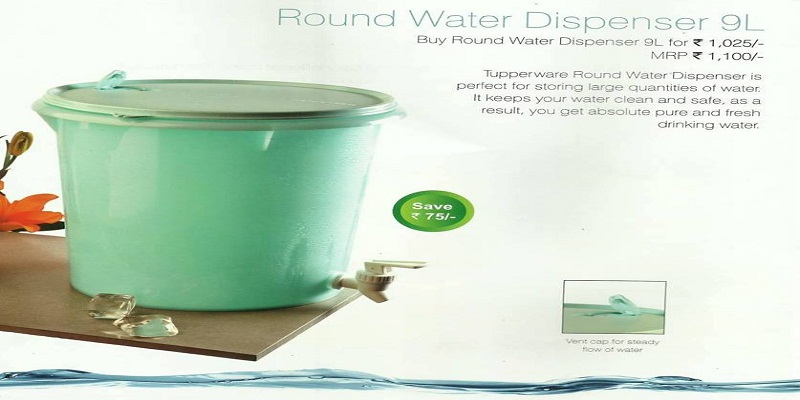 Round Water Dispenser 9L
Buy Round Water Dispenser 9L for ₹ 1,025/-
MRP ₹ 1,100/-
Tupperware Round Water Dispenser is
perfect for storing large quantities of water.
It keeps your water clean and safe, as a
result, you get absolute pure and fresh
drinking water.
Save
₹ 75/-
Vent cap for steady
flow of water